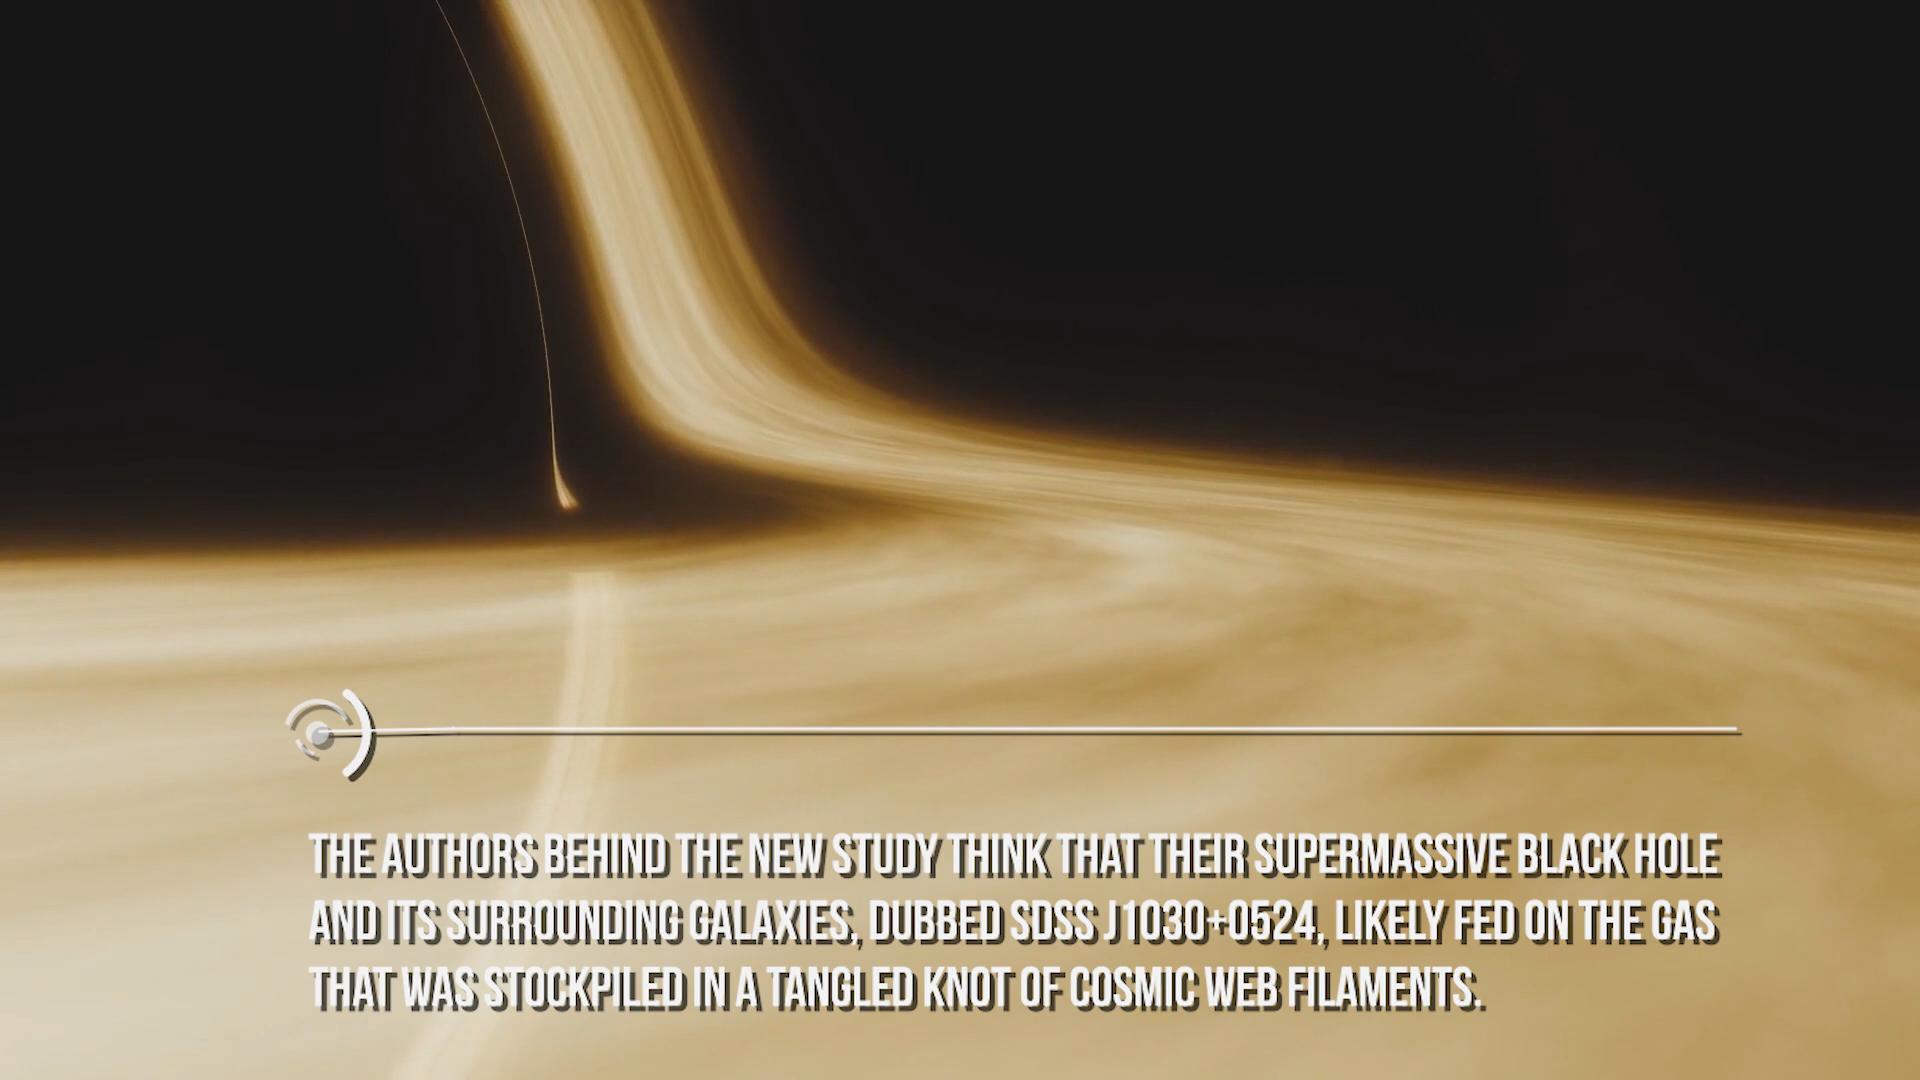 THE AUTHORS BEHIND THE NEW STUDY THINK THAT THEIR SUPERMASSIVE BLACK HOLE
AND ITS SURROUNDING GALAXIES, DUBBED SDSS J1030+0524, LIKELY FED ON THE GAS
THAT WAS STOCKPILED IN A TANGLED KNOT OF COSMIC WEB FILAMENTS.